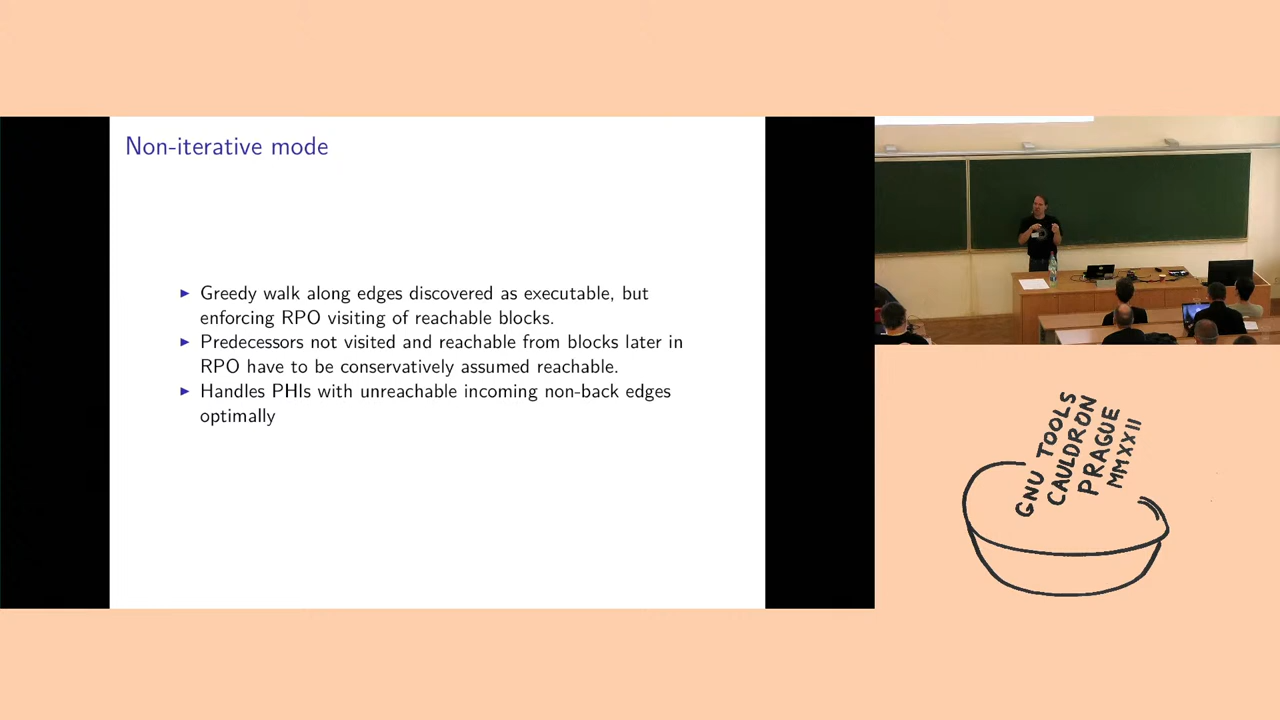 Non-iterative mode
Greedy walk along edges discovered as executable, but
enforcing RPO visiting of reachable blocks.
Predecessors not visited and reachable from blocks later in
RPO have to be conservatively assumed reachable.
Handles PHIs with unreachable incoming non-back edges
optimally
GNU TOOLS
CAULDRON
PRAGUE
MMXXII